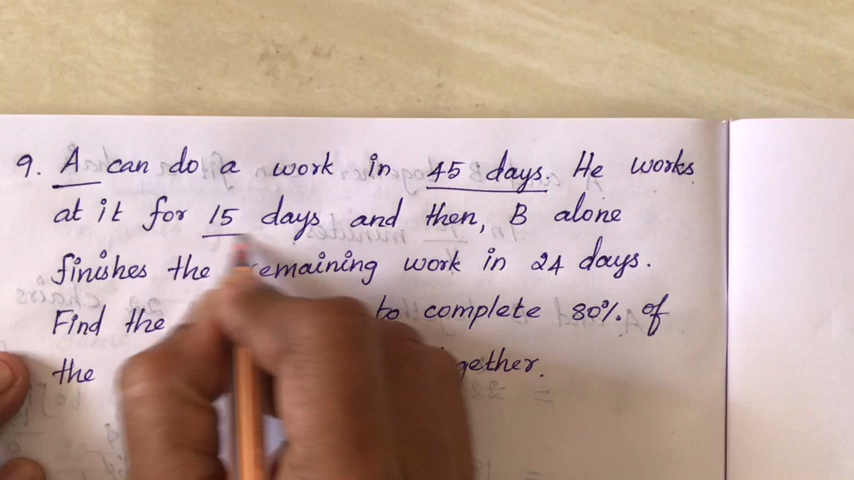 9. A can do a work in 45 days. He works
at it for 15 days and then, B alone
finishes the remaining work in 24 days.
Find the to complete 80% of
the together.